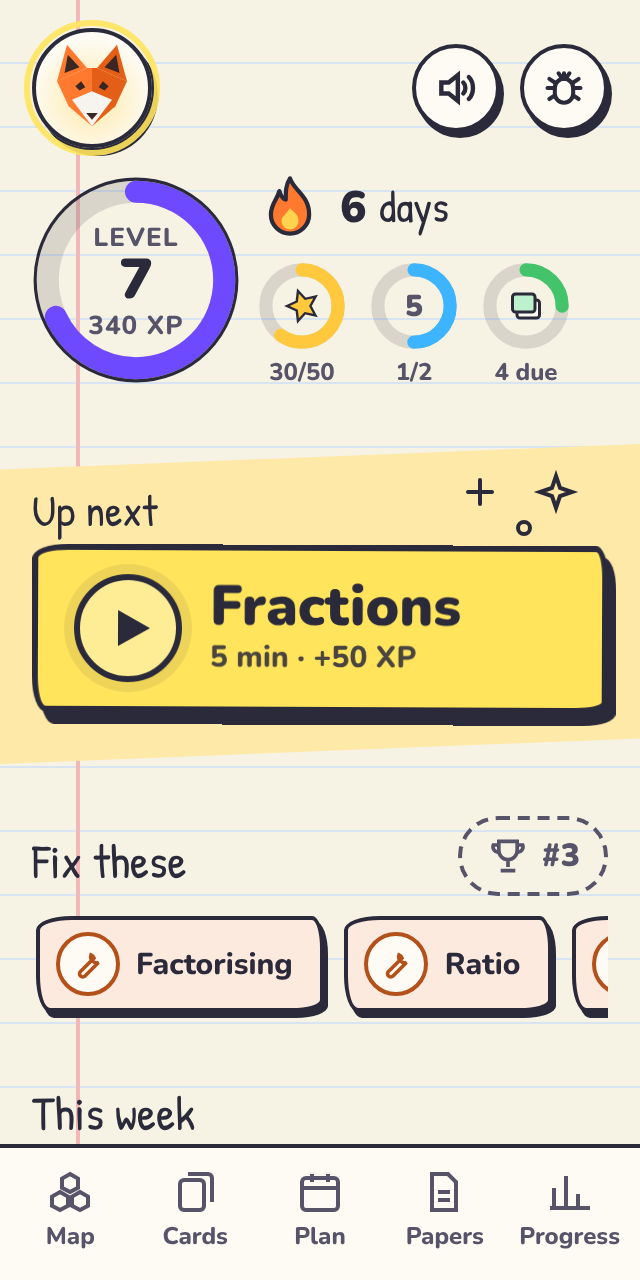 6 days
LEVEL
7
340 XP
5
30/50
1/2
4 due
Up next
Fractions
5 min · +50 XP
Fix these
#3
Factorising
Ratio
This week
Map
Cards
Plan
Papers
Progress